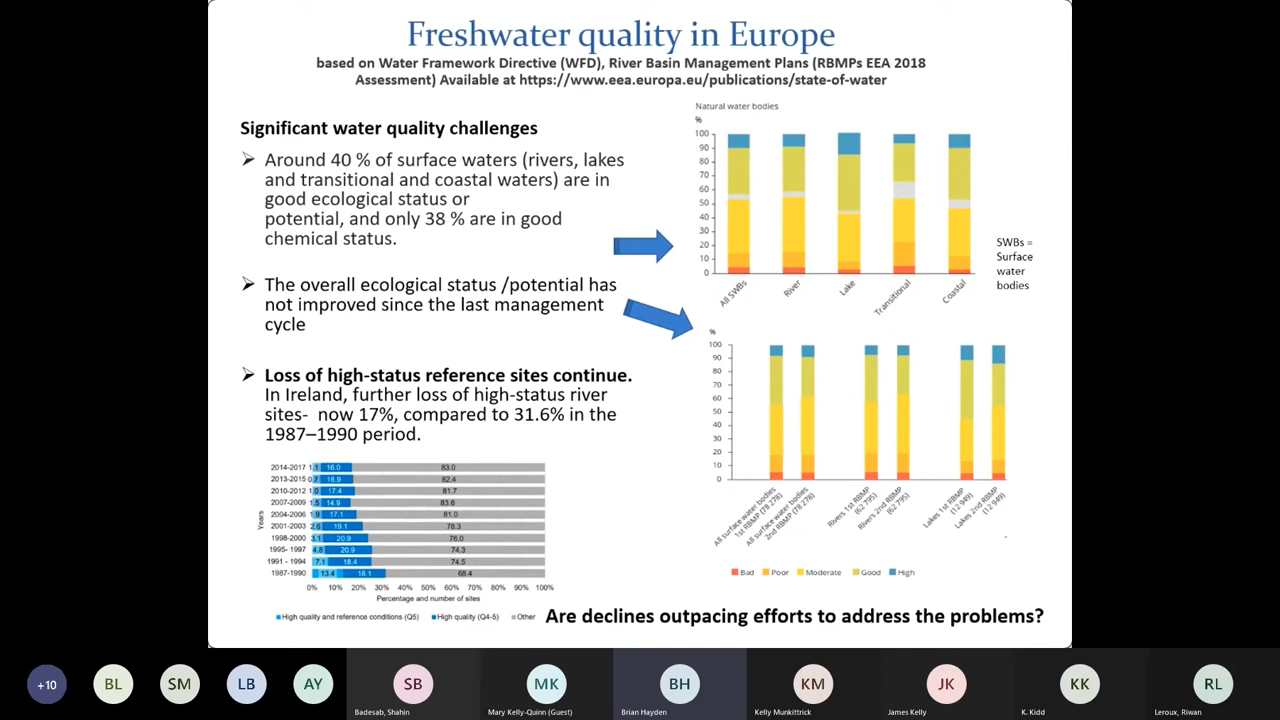 Freshwater quality in Europe
based on Water Framework Directive (WFD), River Basin Management Plans (RBMPs EEA 2018
Assessment) Available at https://www.eea.europa.eu/publications/state-of-water
Significant water quality challenges
Around 40 % of surface waters (rivers, lakes
and transitional and coastal waters) are in
good ecological status or
potential, and only 38 % are in good
chemical status.
The overall ecological status /potential has
not improved since the last management
cycle
Loss of high-status reference sites continue.
In Ireland, further loss of high-status river
sites- now 17%, compared to 31.6% in the
1987–1990 period.
Natural water bodies
%
100
90
80
70
60
50
40
30
20
10
0
All SWBs
River
Lake
Transitional
Coastal
SWBs =
Surface
water
bodies
%
100
90
80
70
60
50
40
30
20
10
0
All surface water bodies
1st RBMP (78 278)
All surface water bodies
2nd RBMP (78 278)
Rivers 1st RBMP
(62 795)
Rivers 2nd RBMP
(62 795)
Lakes 1st RBMP
(12 949)
Lakes 2nd RBMP
(12 949)
Bad Poor Moderate Good High
Years
2014-2017 1.1 16.0 83.0
2013-2015 0.7 16.9 82.4
2010-2012 1.0 17.4 81.7
2007-2009 1.5 14.9 83.6
2004-2006 1.9 17.1 81.0
2001-2003 2.6 19.1 78.3
1998-2000 3.1 20.9 76.0
1995- 1997 4.8 20.9 74.3
1991 - 1994 7.1 18.4 74.5
1987-1990 13.4 18.1 68.4
0% 10% 20% 30% 40% 50% 60% 70% 80% 90% 100%
Percentage and number of sites
High quality and reference conditions (Q5) High quality (Q4-5) Other
Are declines outpacing efforts to address the problems?
+10 BL SM LB AY SB MK BH KM JK KK RL
Badesab, Shahin Mary Kelly-Quinn (Guest) Brian Hayden Kelly Munkittrick James Kelly K. Kidd Leroux, Riwan